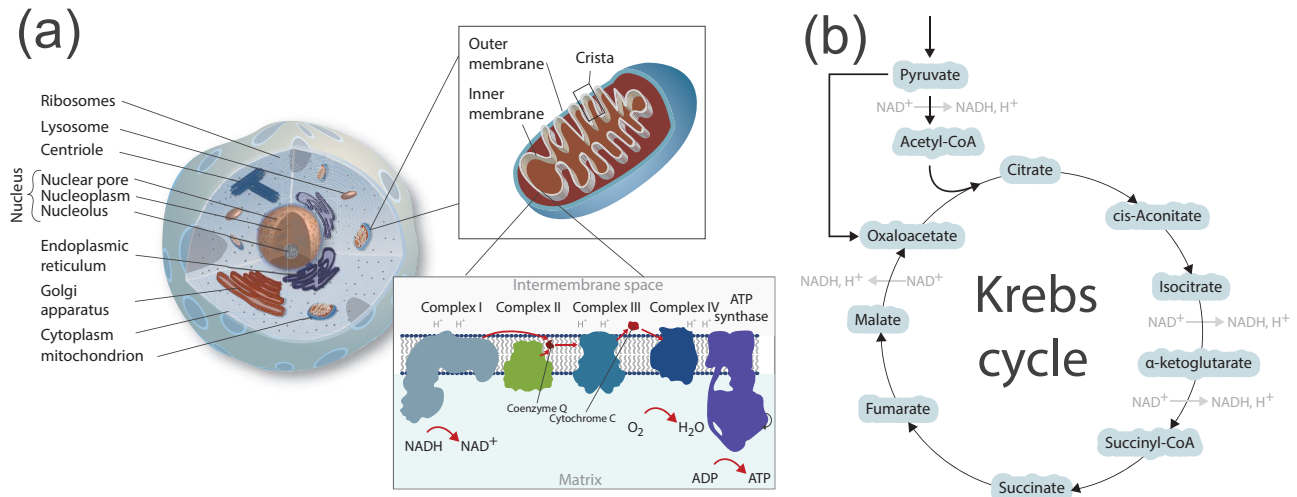 (a)
Ribosomes
Lysosome
Centriole
Nucleus
Nuclear pore
Nucleoplasm
Nucleolus
Endoplasmic
reticulum
Golgi
apparatus
Cytoplasm
mitochondrion
Outer
membrane
Crista
Inner
membrane
Intermembrane space
Complex I
Complex II
Complex III
Complex IV
ATP
synthase
H⁺ H⁺
H⁺ H⁺
H⁺ H⁺
Coenzyme Q
Cytochrome C
NADH NAD⁺
O₂ H₂O
ADP ATP
Matrix
(b)
Pyruvate
NAD⁺ NADH, H⁺
Acetyl-CoA
Citrate
cis-Aconitate
Isocitrate
NAD⁺ NADH, H⁺
α-ketoglutarate
NAD⁺ NADH, H⁺
Succinyl-CoA
Succinate
Fumarate
Malate
NADH, H⁺ NAD⁺
Oxaloacetate
Krebs
cycle